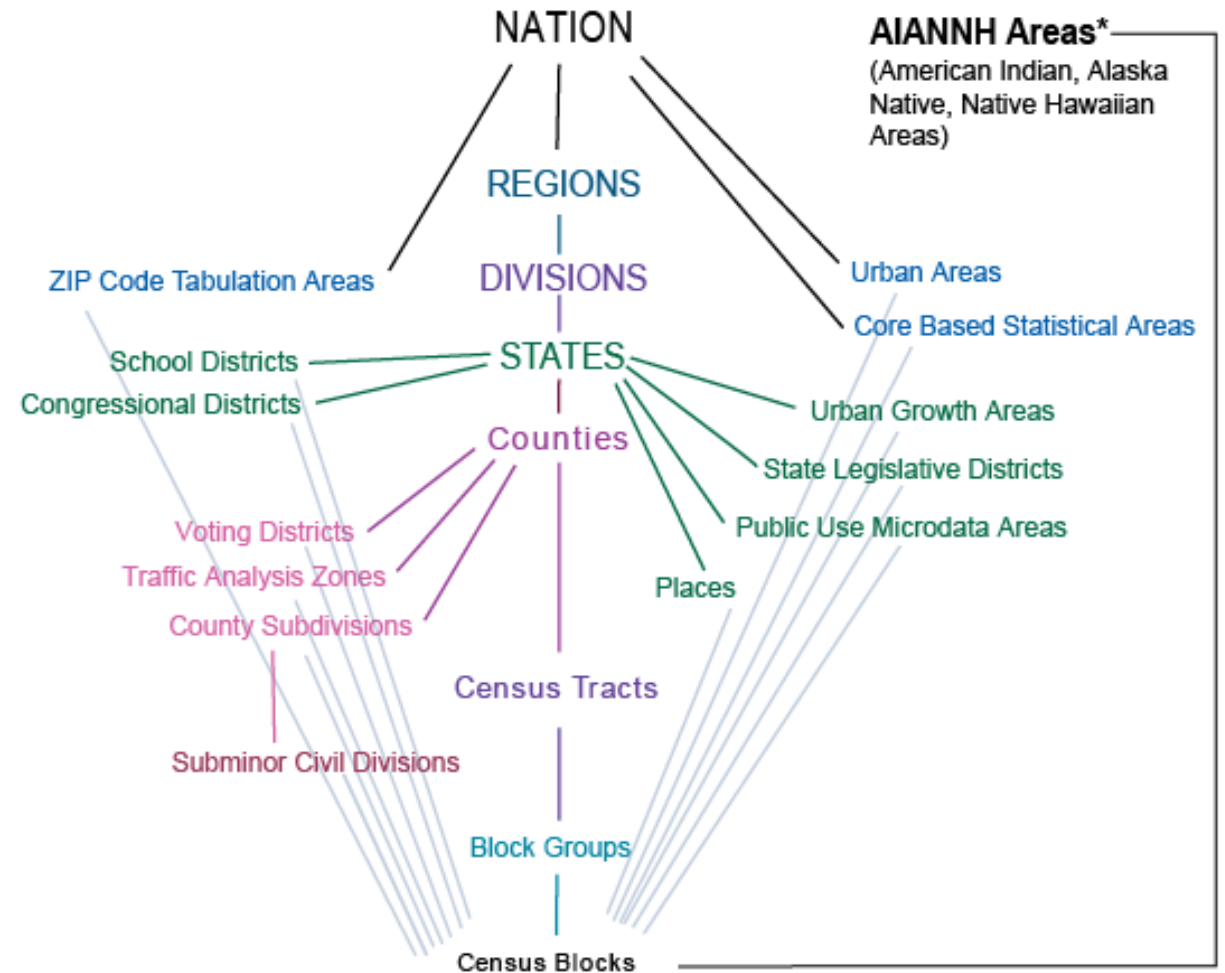 NATION
AIANNH Areas*
(American Indian, Alaska
Native, Native Hawaiian
Areas)
REGIONS
ZIP Code Tabulation Areas
DIVISIONS
Urban Areas
Core Based Statistical Areas
School Districts
STATES
Congressional Districts
Urban Growth Areas
Counties
State Legislative Districts
Voting Districts
Public Use Microdata Areas
Traffic Analysis Zones
Places
County Subdivisions
Census Tracts
Subminor Civil Divisions
Block Groups
Census Blocks